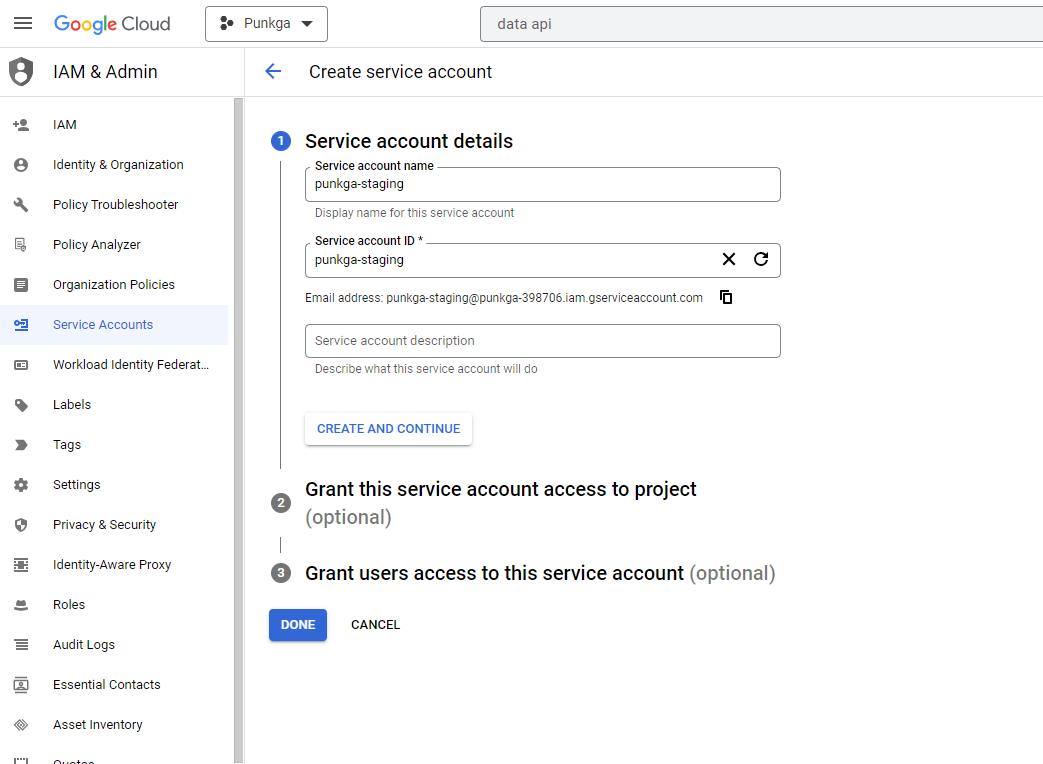 Google Cloud
Punkga
data api
IAM & Admin
Create service account
IAM
Identity & Organization
Policy Troubleshooter
Policy Analyzer
Organization Policies
Service Accounts
Workload Identity Federat...
Labels
Tags
Settings
Privacy & Security
Identity-Aware Proxy
Roles
Audit Logs
Essential Contacts
Asset Inventory
Quotas
1
Service account details
Service account name
punkga-staging
Display name for this service account
Service account ID *
punkga-staging
Email address: punkga-staging@punkga-398706.iam.gserviceaccount.com
Service account description
Describe what this service account will do
CREATE AND CONTINUE
2
Grant this service account access to project
(optional)
3
Grant users access to this service account (optional)
DONE
CANCEL